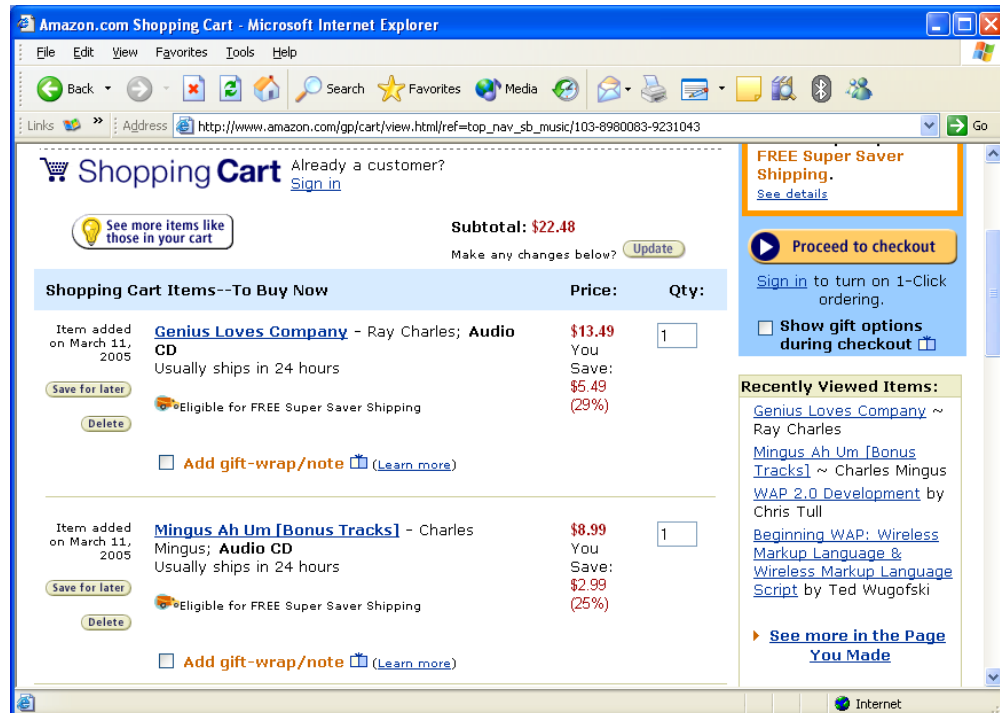 Amazon.com Shopping Cart - Microsoft Internet Explorer
File Edit View Favorites Tools Help
Back Search Favorites Media
Links » Address http://www.amazon.com/gp/cart/view.html/ref=top_nav_sb_music/103-8980083-9231043 Go
Shopping Cart Already a customer?
Sign in
See more items like
those in your cart
Subtotal: $22.48
Make any changes below? Update
Shopping Cart Items--To Buy Now Price: Qty:
Item added
on March 11,
2005
Save for later
Delete
Genius Loves Company - Ray Charles; Audio
CD
Usually ships in 24 hours
Eligible for FREE Super Saver Shipping
Add gift-wrap/note (Learn more)
$13.49
You
Save:
$5.49
(29%)
1
Item added
on March 11,
2005
Save for later
Delete
Mingus Ah Um [Bonus Tracks] - Charles
Mingus; Audio CD
Usually ships in 24 hours
Eligible for FREE Super Saver Shipping
Add gift-wrap/note (Learn more)
$8.99
You
Save:
$2.99
(25%)
1
FREE Super Saver
Shipping.
See details
Proceed to checkout
Sign in to turn on 1-Click
ordering.
Show gift options
during checkout
Recently Viewed Items:
Genius Loves Company ~
Ray Charles
Mingus Ah Um [Bonus
Tracks] ~ Charles Mingus
WAP 2.0 Development by
Chris Tull
Beginning WAP: Wireless
Markup Language &
Wireless Markup Language
Script by Ted Wugofski
See more in the Page
You Made
Internet